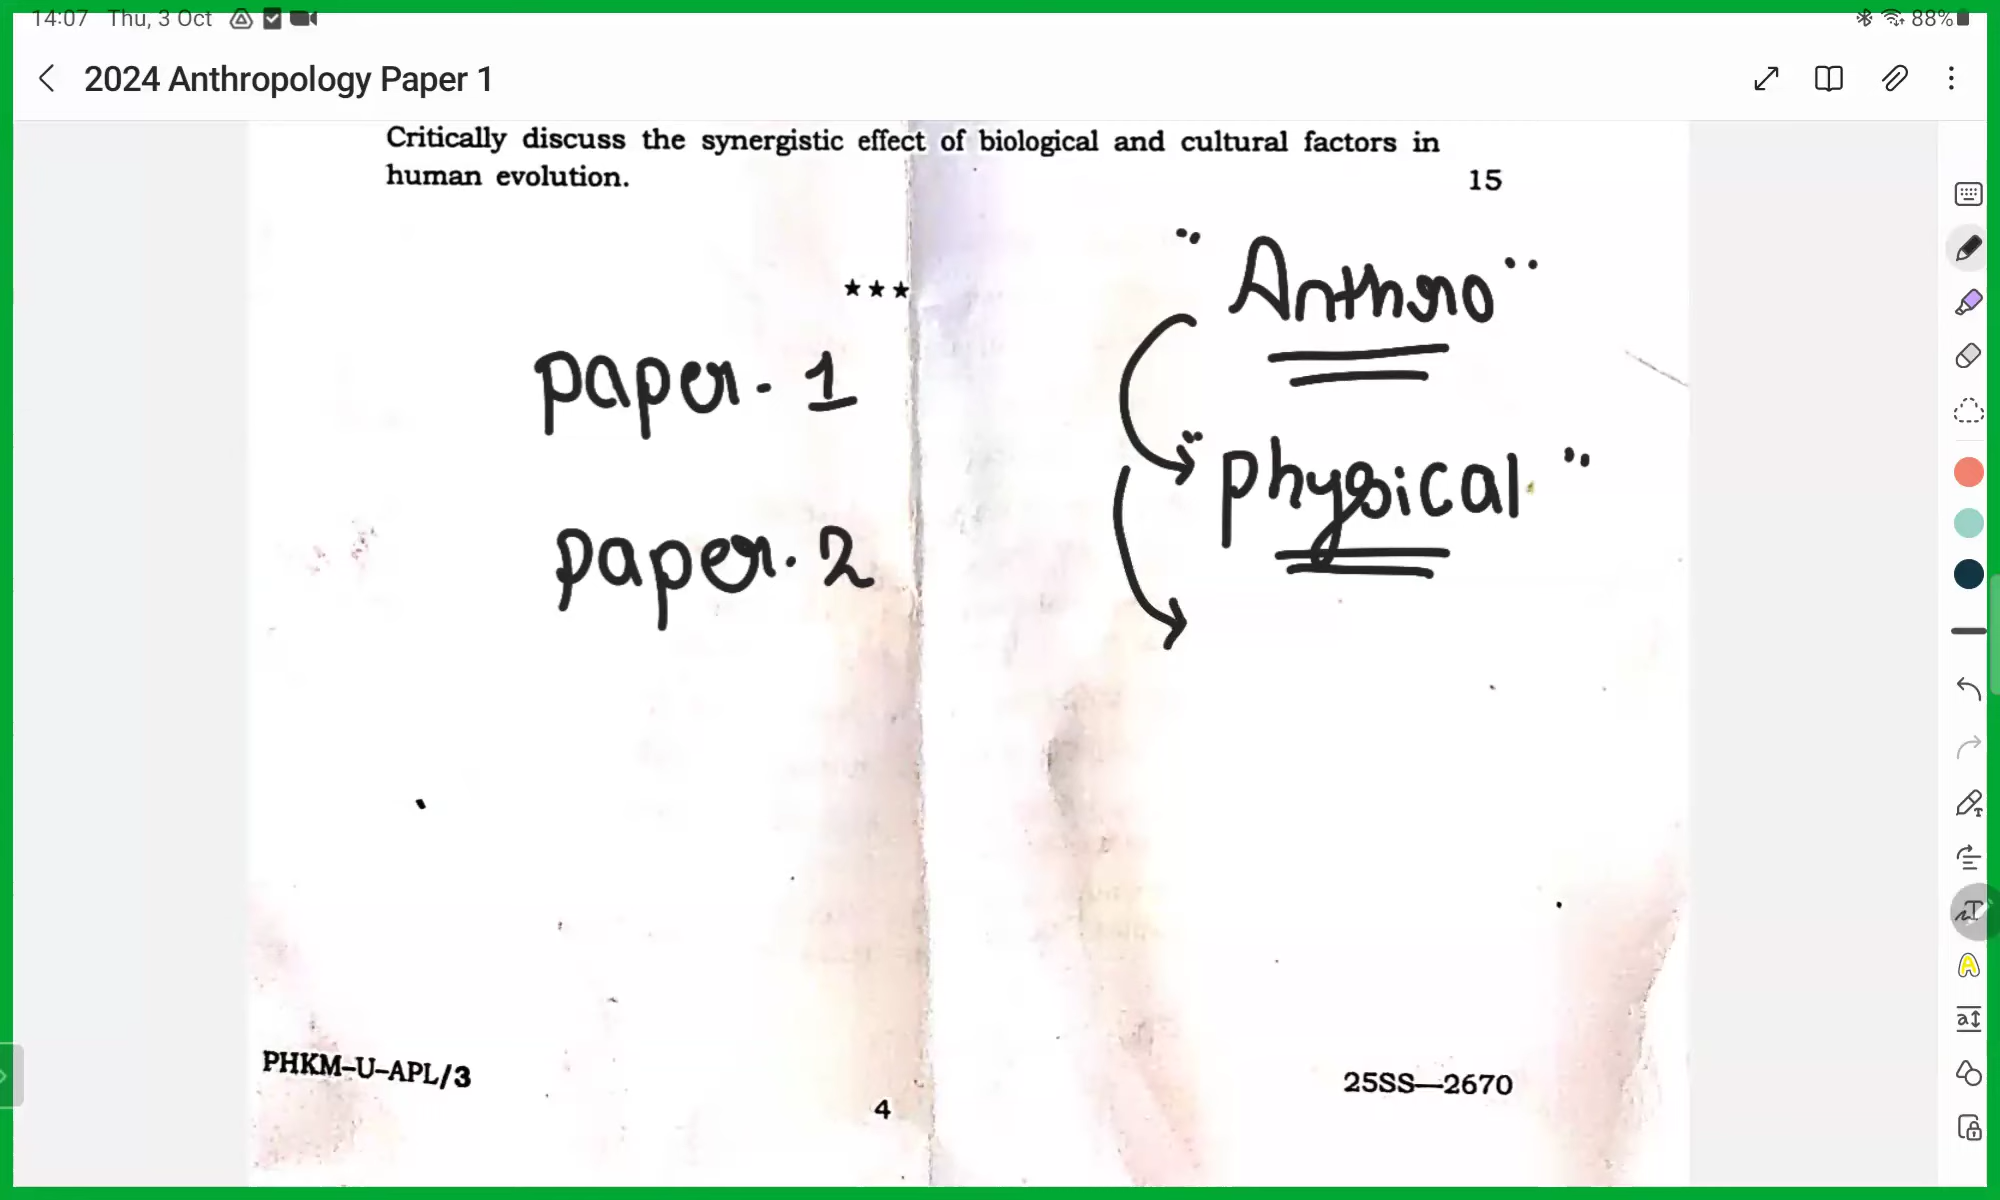 14:07 Thu, 3 Oct
88%
2024 Anthropology Paper 1
Critically discuss the synergistic effect of biological and cultural factors in
human evolution. 15
★★★
" Anthro "
paper - 1
" physical "
paper. 2
PHKM–U–APL/3
25SS—2670
4